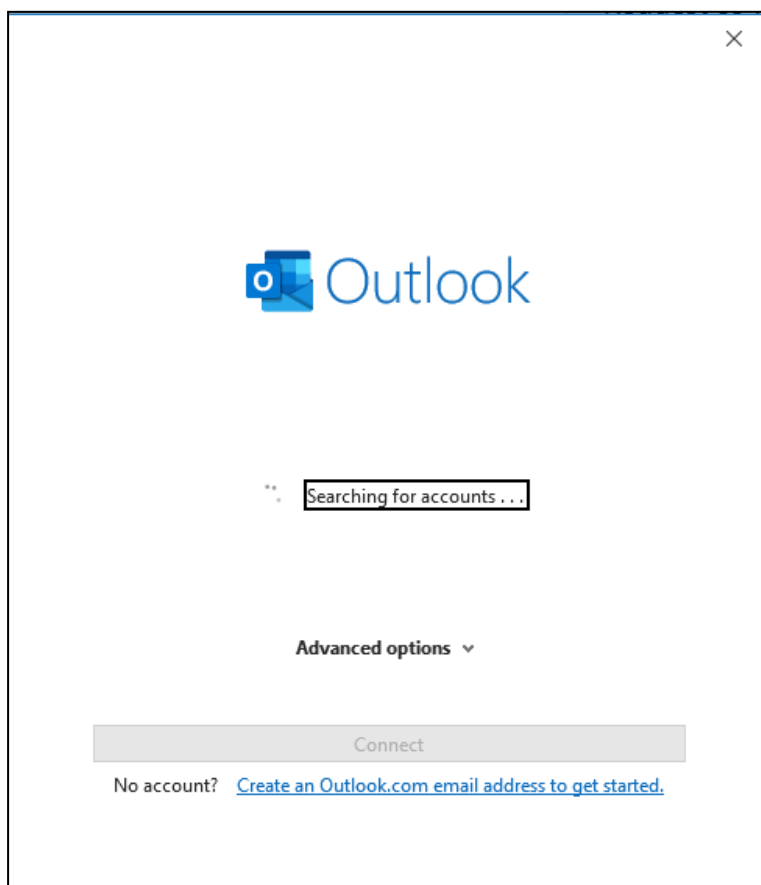 Outlook
Searching for accounts . . .
Advanced options
Connect
No account? Create an Outlook.com email address to get started.